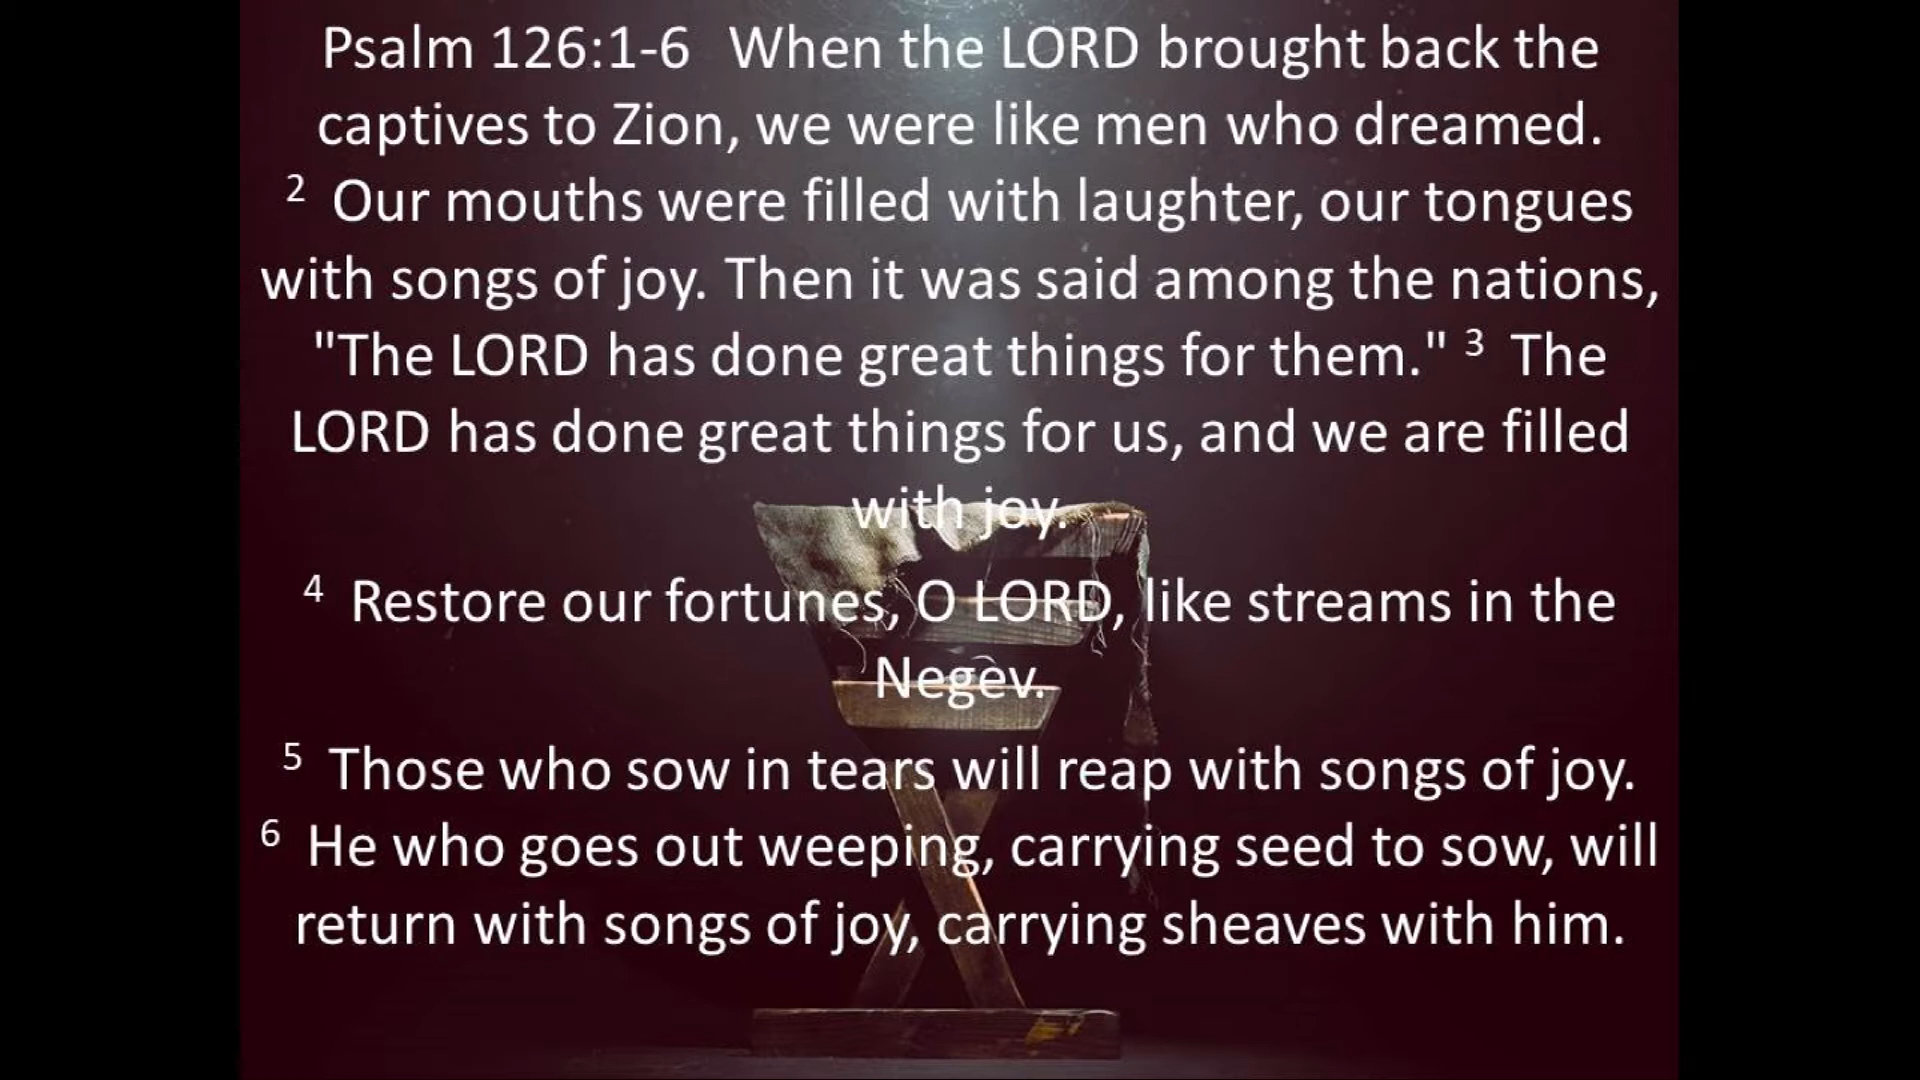 Psalm 126:1-6 When the LORD brought back the
captives to Zion, we were like men who dreamed.
2 Our mouths were filled with laughter, our tongues
with songs of joy. Then it was said among the nations,
"The LORD has done great things for them." 3 The
LORD has done great things for us, and we are filled
with joy.
4 Restore our fortunes, O LORD, like streams in the
Negev.
5 Those who sow in tears will reap with songs of joy.
6 He who goes out weeping, carrying seed to sow, will
return with songs of joy, carrying sheaves with him.